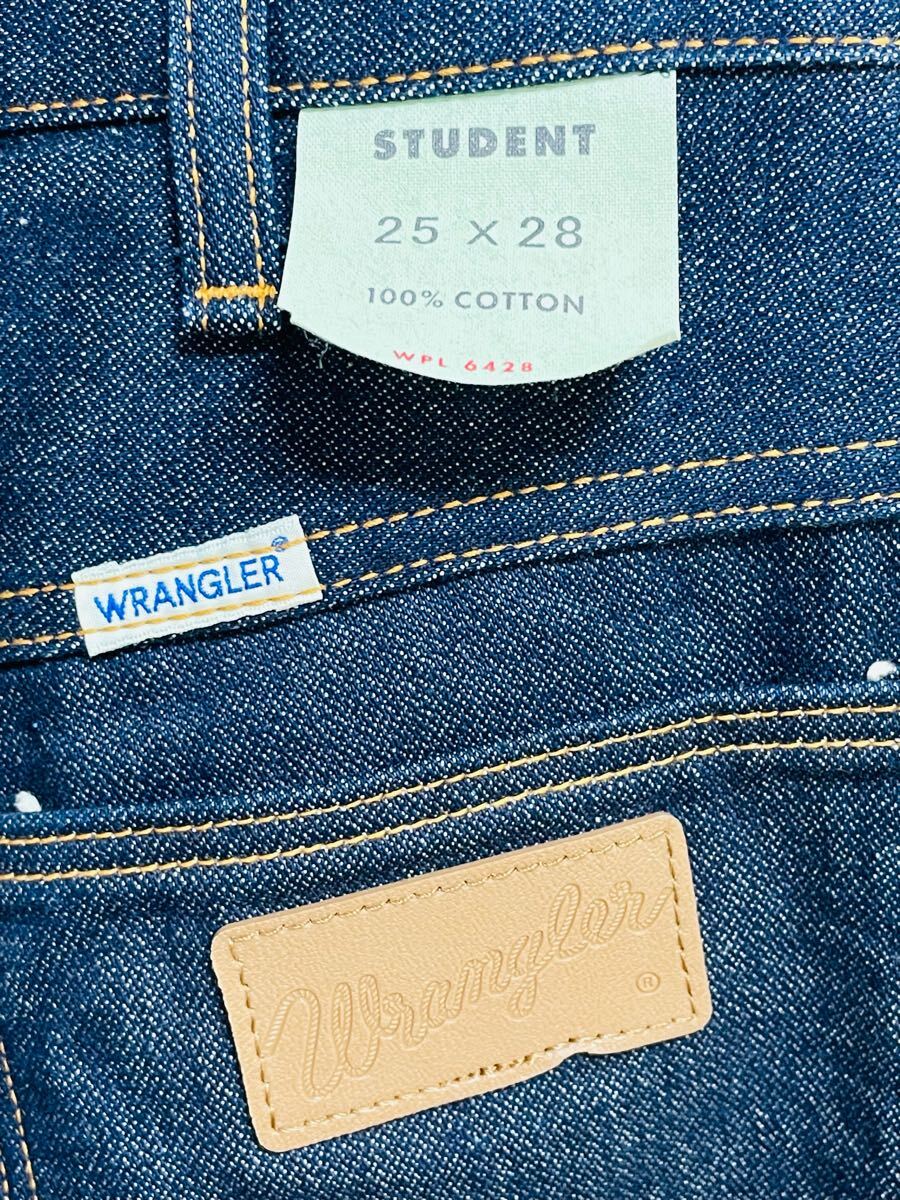 STUDENT
25 X 28
100% COTTON
WPL 6428
WRANGLER®
Wrangler
®